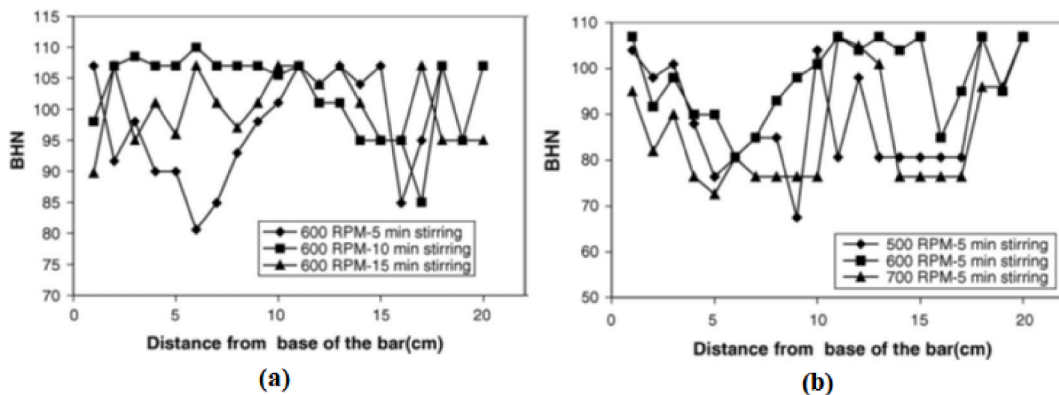 115
110
105
100
95
90
85
80
75
70
BHN
0 5 10 15 20
Distance from base of the bar(cm)
600 RPM-5 min stirring
600 RPM-10 min stirring
600 RPM-15 min stirring
(a)
110
100
90
80
70
60
50
BHN
0 5 10 15 20
Distance from base of the bar(cm)
500 RPM-5 min stirring
600 RPM-5 min stirring
700 RPM-5 min stirring
(b)